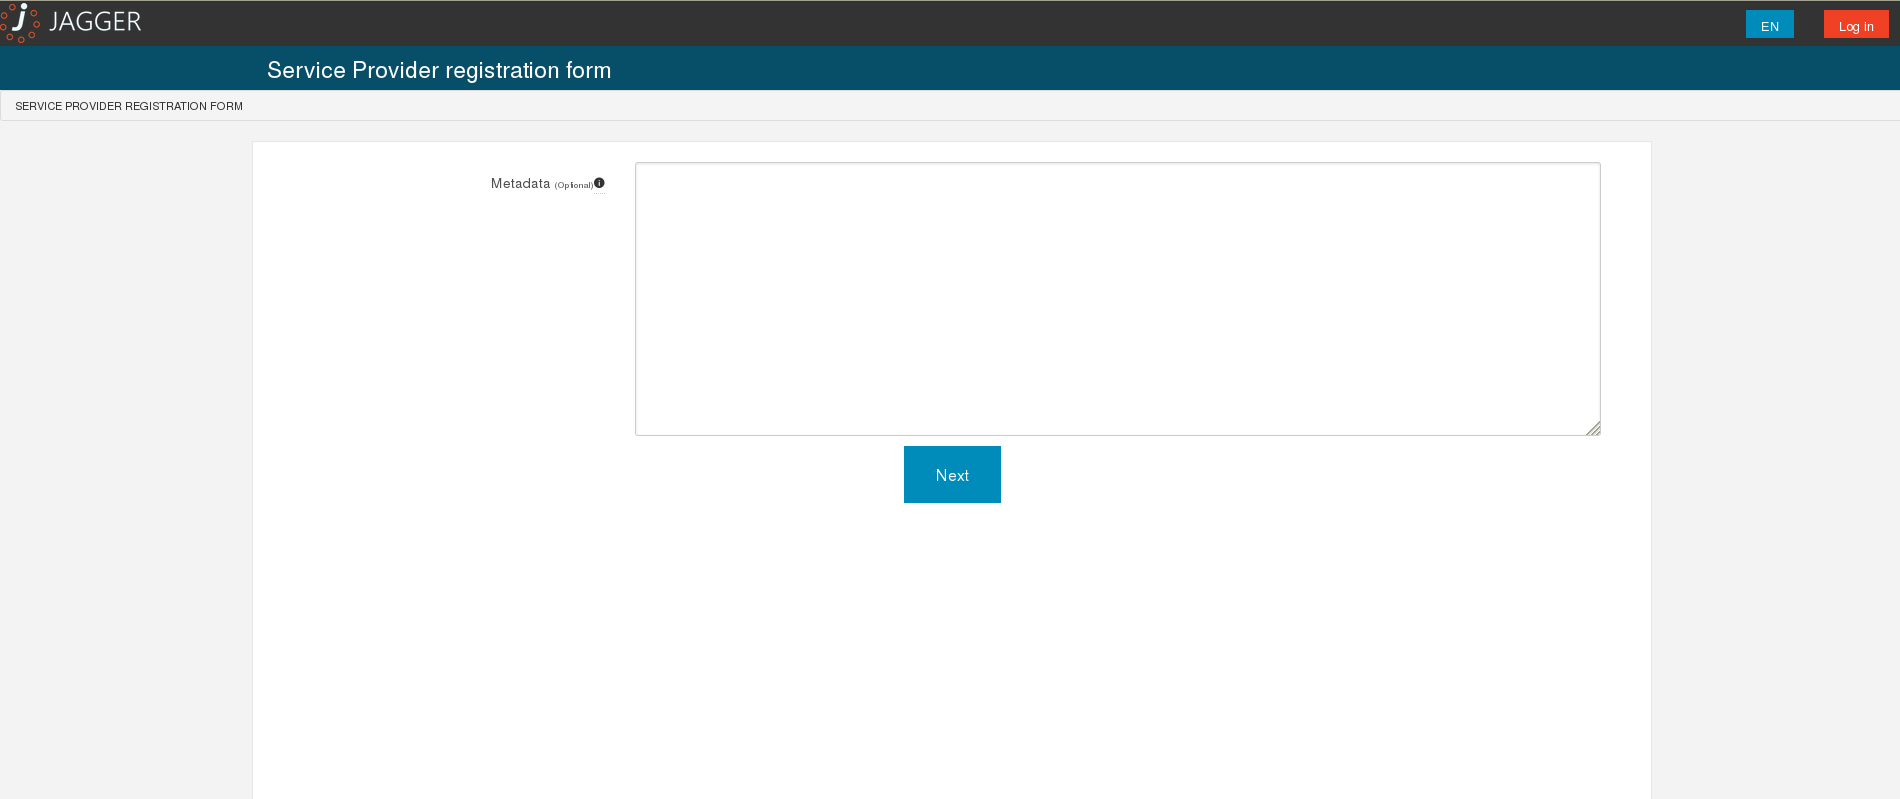 JAGGER
EN
Log in
Service Provider registration form
SERVICE PROVIDER REGISTRATION FORM
Metadata (Optional)
Next